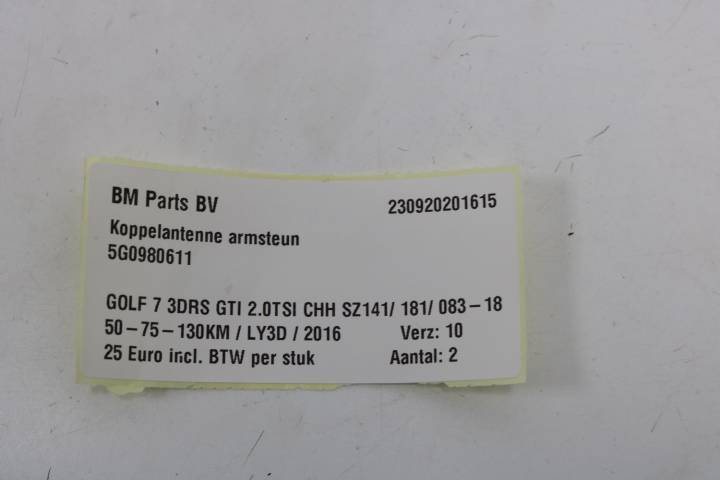 BM Parts BV 230920201615
Koppelantenne armsteun
5G0980611
GOLF 7 3DRS GTI 2.0TSI CHH SZ141/ 181/ 083-18
50-75-130KM / LY3D / 2016 Verz: 10
25 Euro incl. BTW per stuk Aantal: 2